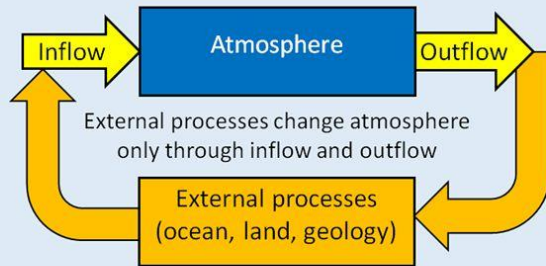 Inflow
Atmosphere
Outflow
External processes change atmosphere
only through inflow and outflow
External processes
(ocean, land, geology)